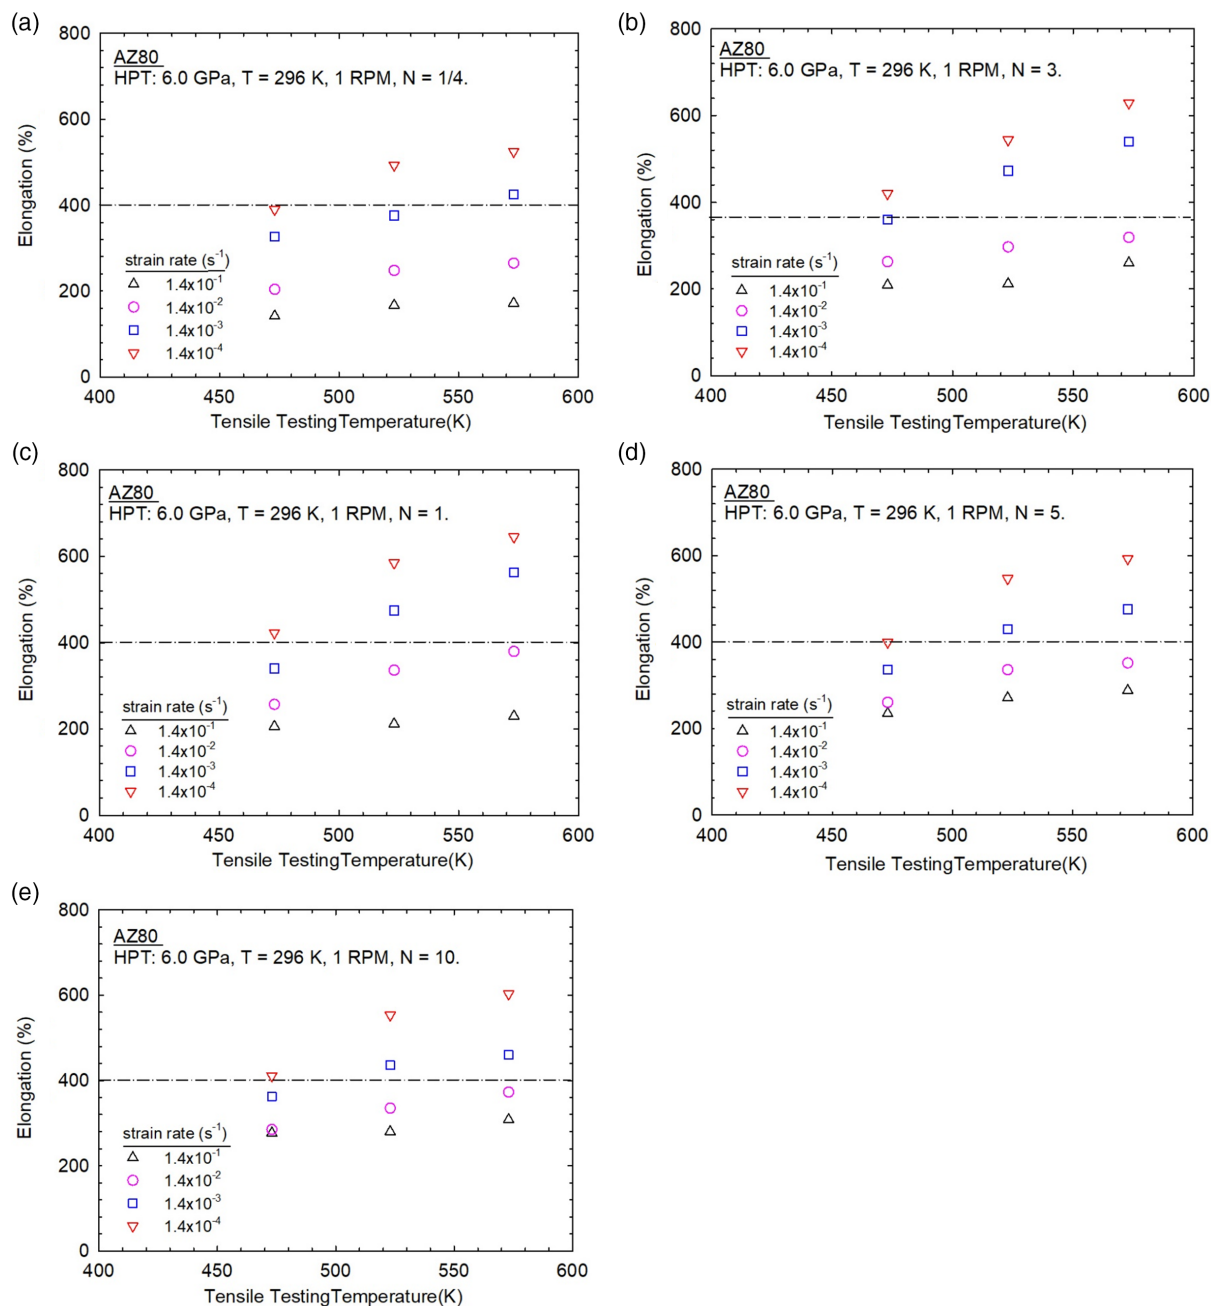 (a)
800
600
400
200
0
Elongation (%)
AZ80
HPT: 6.0 GPa, T = 296 K, 1 RPM, N = 1/4.
strain rate (s⁻¹)
1.4x10⁻¹
1.4x10⁻²
1.4x10⁻³
1.4x10⁻⁴
400 450 500 550 600
Tensile TestingTemperature(K)
(b)
800
600
400
200
0
Elongation (%)
AZ80
HPT: 6.0 GPa, T = 296 K, 1 RPM, N = 3.
strain rate (s⁻¹)
1.4x10⁻¹
1.4x10⁻²
1.4x10⁻³
1.4x10⁻⁴
400 450 500 550 600
Tensile TestingTemperature(K)
(c)
800
600
400
200
0
Elongation (%)
AZ80
HPT: 6.0 GPa, T = 296 K, 1 RPM, N = 1.
strain rate (s⁻¹)
1.4x10⁻¹
1.4x10⁻²
1.4x10⁻³
1.4x10⁻⁴
400 450 500 550 600
Tensile TestingTemperature(K)
(d)
800
600
400
200
0
Elongation (%)
AZ80
HPT: 6.0 GPa, T = 296 K, 1 RPM, N = 5.
strain rate (s⁻¹)
1.4x10⁻¹
1.4x10⁻²
1.4x10⁻³
1.4x10⁻⁴
400 450 500 550 600
Tensile TestingTemperature(K)
(e)
800
600
400
200
0
Elongation (%)
AZ80
HPT: 6.0 GPa, T = 296 K, 1 RPM, N = 10.
strain rate (s⁻¹)
1.4x10⁻¹
1.4x10⁻²
1.4x10⁻³
1.4x10⁻⁴
400 450 500 550 600
Tensile TestingTemperature(K)